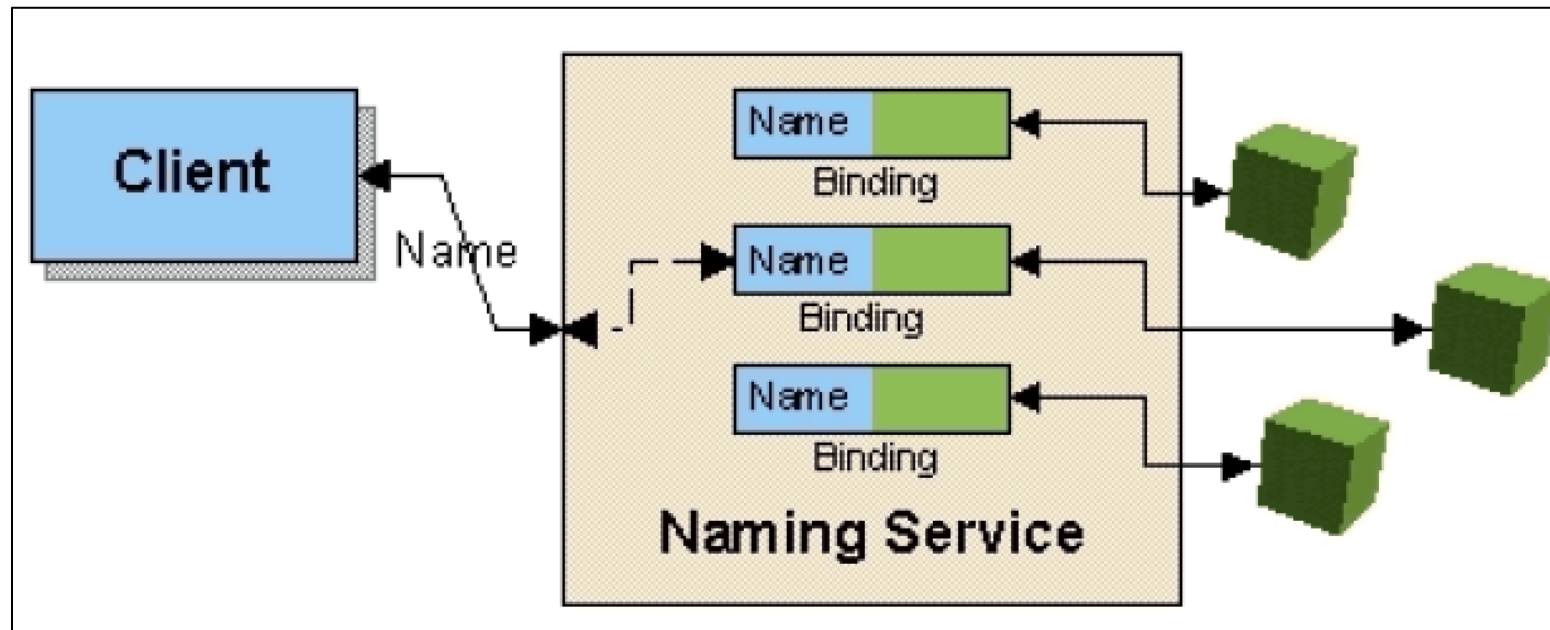 Client
Name
Name
Binding
Name
Binding
Name
Binding
Naming Service